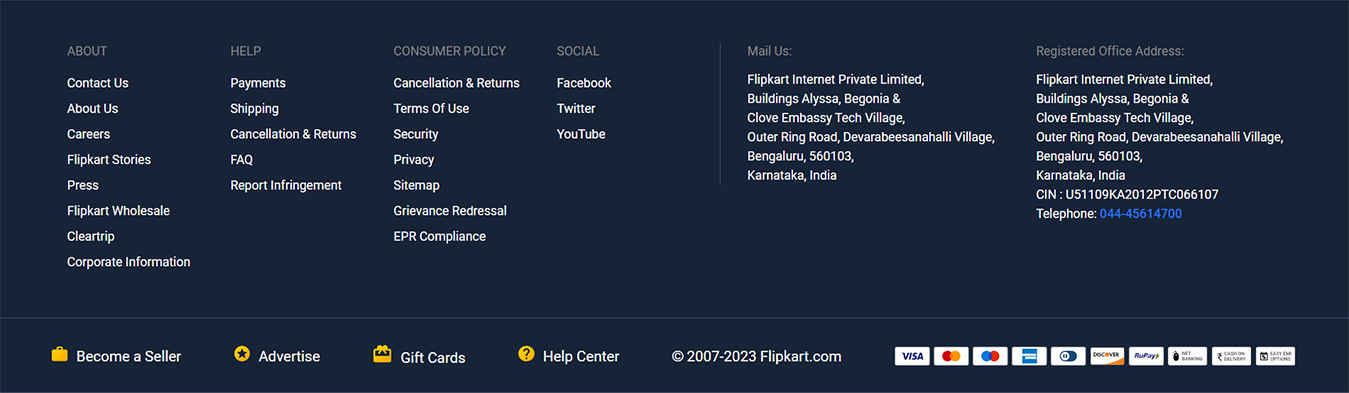 ABOUT
Contact Us
About Us
Careers
Flipkart Stories
Press
Flipkart Wholesale
Cleartrip
Corporate Information
HELP
Payments
Shipping
Cancellation & Returns
FAQ
Report Infringement
CONSUMER POLICY
Cancellation & Returns
Terms Of Use
Security
Privacy
Sitemap
Grievance Redressal
EPR Compliance
SOCIAL
Facebook
Twitter
YouTube
Mail Us:
Flipkart Internet Private Limited,
Buildings Alyssa, Begonia &
Clove Embassy Tech Village,
Outer Ring Road, Devarabeesanahalli Village,
Bengaluru, 560103,
Karnataka, India
Registered Office Address:
Flipkart Internet Private Limited,
Buildings Alyssa, Begonia &
Clove Embassy Tech Village,
Outer Ring Road, Devarabeesanahalli Village,
Bengaluru, 560103,
Karnataka, India
CIN : U51109KA2012PTC066107
Telephone: 044-45614700
Become a Seller
Advertise
Gift Cards
? Help Center
© 2007-2023 Flipkart.com
VISA
DISCOVER
RuPay
NET
BANKING
₹ CASH ON
DELIVERY
EASY EMI
OPTIONS